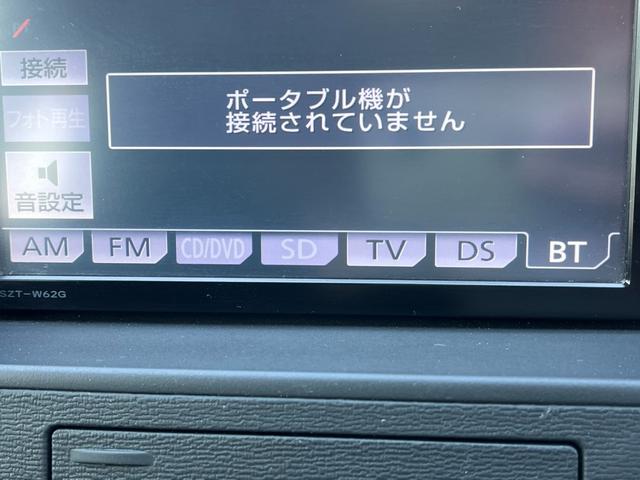 接続
ポータブル機が
接続されていません
フォト再生
音設定
AM FM CD/DVD SD TV DS BT
SZT-W62G